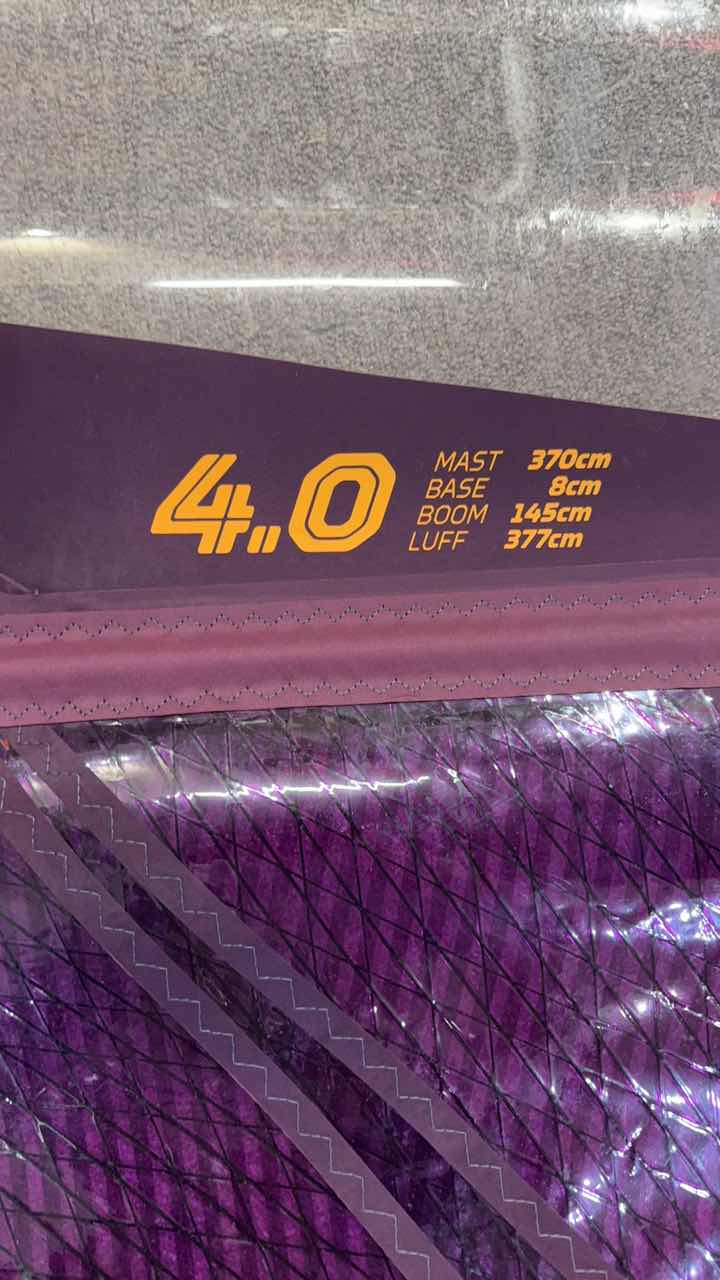 4.0
MAST 370cm
BASE 8cm
BOOM 145cm
LUFF 377cm